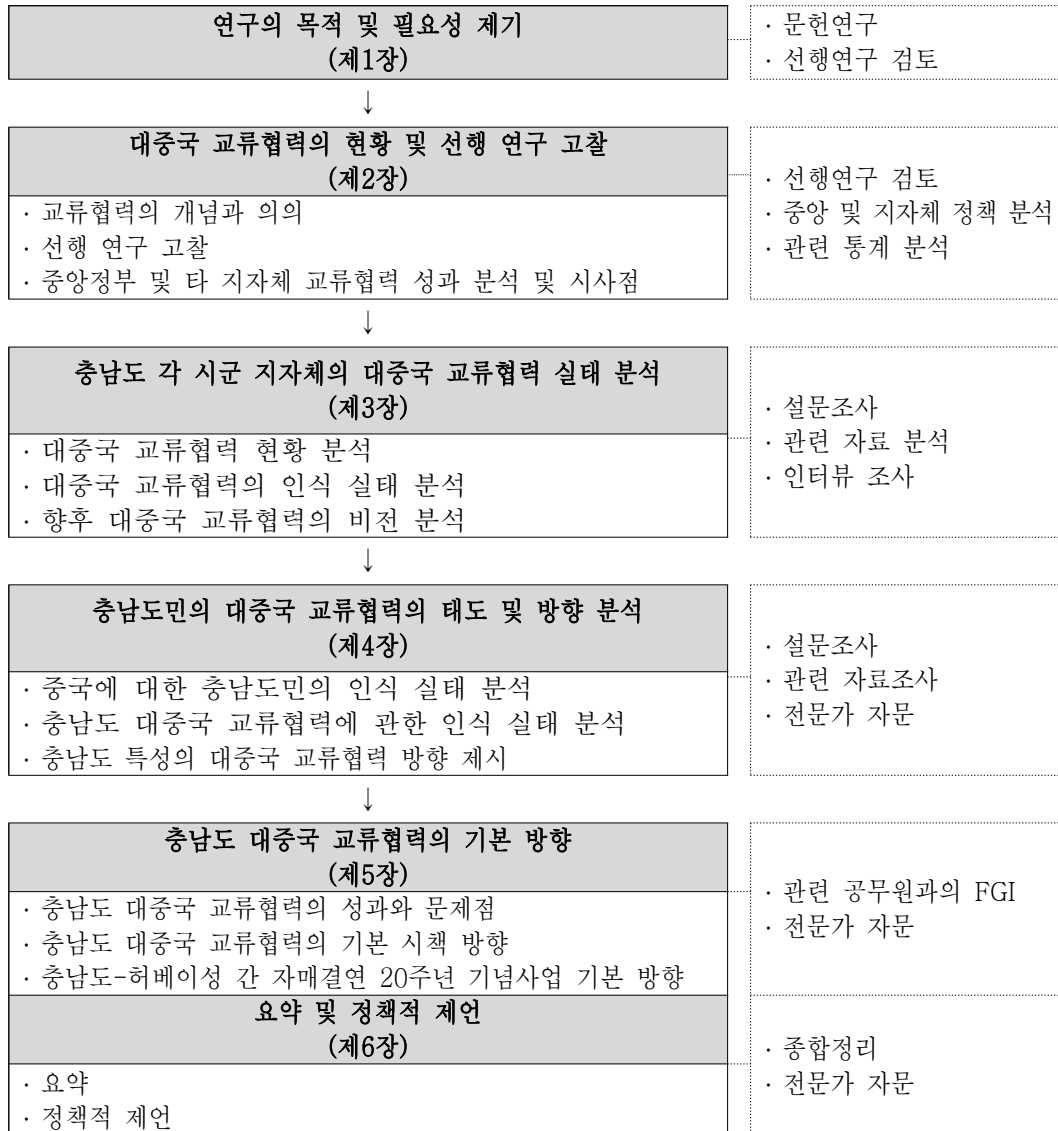 연구의 목적 및 필요성 제기
(제1장)
· 문헌연구
· 선행연구 검토
↓
대중국 교류협력의 현황 및 선행 연구 고찰
(제2장)
· 교류협력의 개념과 의의
· 선행 연구 고찰
· 중앙정부 및 타 지자체 교류협력 성과 분석 및 시사점
· 선행연구 검토
· 중앙 및 지자체 정책 분석
· 관련 통계 분석
↓
충남도 각 시군 지자체의 대중국 교류협력 실태 분석
(제3장)
· 대중국 교류협력 현황 분석
· 대중국 교류협력의 인식 실태 분석
· 향후 대중국 교류협력의 비전 분석
· 설문조사
· 관련 자료 분석
· 인터뷰 조사
↓
충남도민의 대중국 교류협력의 태도 및 방향 분석
(제4장)
· 중국에 대한 충남도민의 인식 실태 분석
· 충남도 대중국 교류협력에 관한 인식 실태 분석
· 충남도 특성의 대중국 교류협력 방향 제시
· 설문조사
· 관련 자료조사
· 전문가 자문
↓
충남도 대중국 교류협력의 기본 방향
(제5장)
· 충남도 대중국 교류협력의 성과와 문제점
· 충남도 대중국 교류협력의 기본 시책 방향
· 충남도-허베이성 간 자매결연 20주년 기념사업 기본 방향
· 관련 공무원과의 FGI
· 전문가 자문
요약 및 정책적 제언
(제6장)
· 요약
· 정책적 제언
· 종합정리
· 전문가 자문